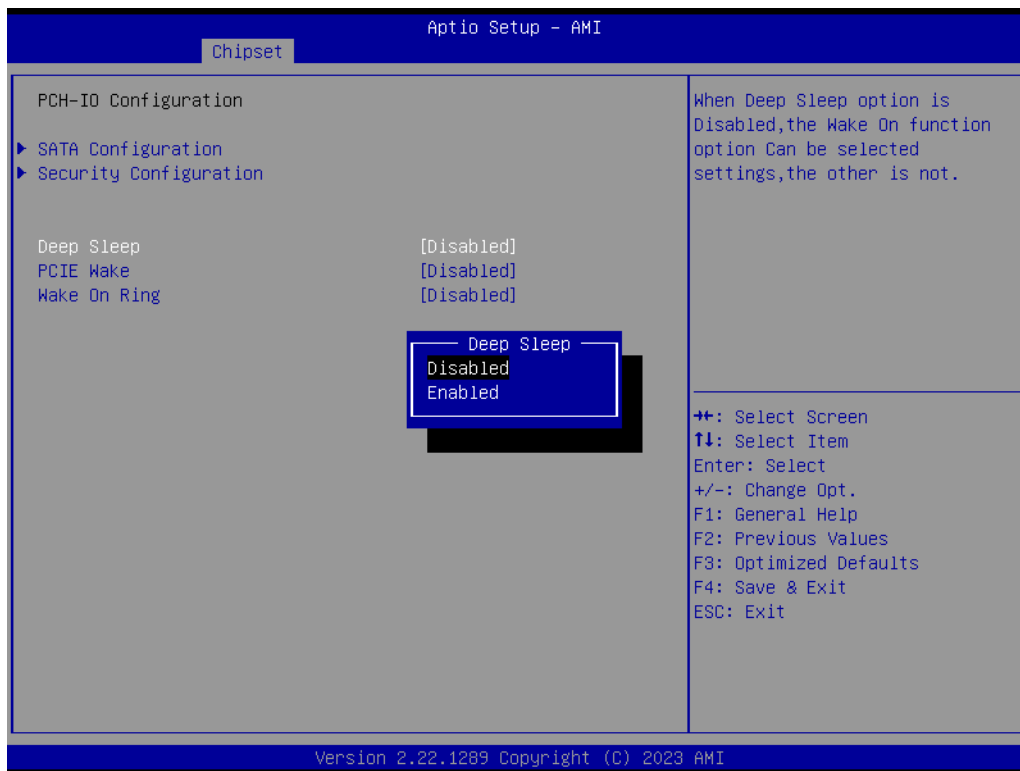 Aptio Setup - AMI
Chipset
PCH-IO Configuration
SATA Configuration
Security Configuration
Deep Sleep [Disabled]
PCIE Wake [Disabled]
Wake On Ring [Disabled]
Deep Sleep
Disabled
Enabled
When Deep Sleep option is
Disabled,the Wake On function
option Can be selected
settings,the other is not.
→←: Select Screen
↑↓: Select Item
Enter: Select
+/-: Change Opt.
F1: General Help
F2: Previous Values
F3: Optimized Defaults
F4: Save & Exit
ESC: Exit
Version 2.22.1289 Copyright (C) 2023 AMI